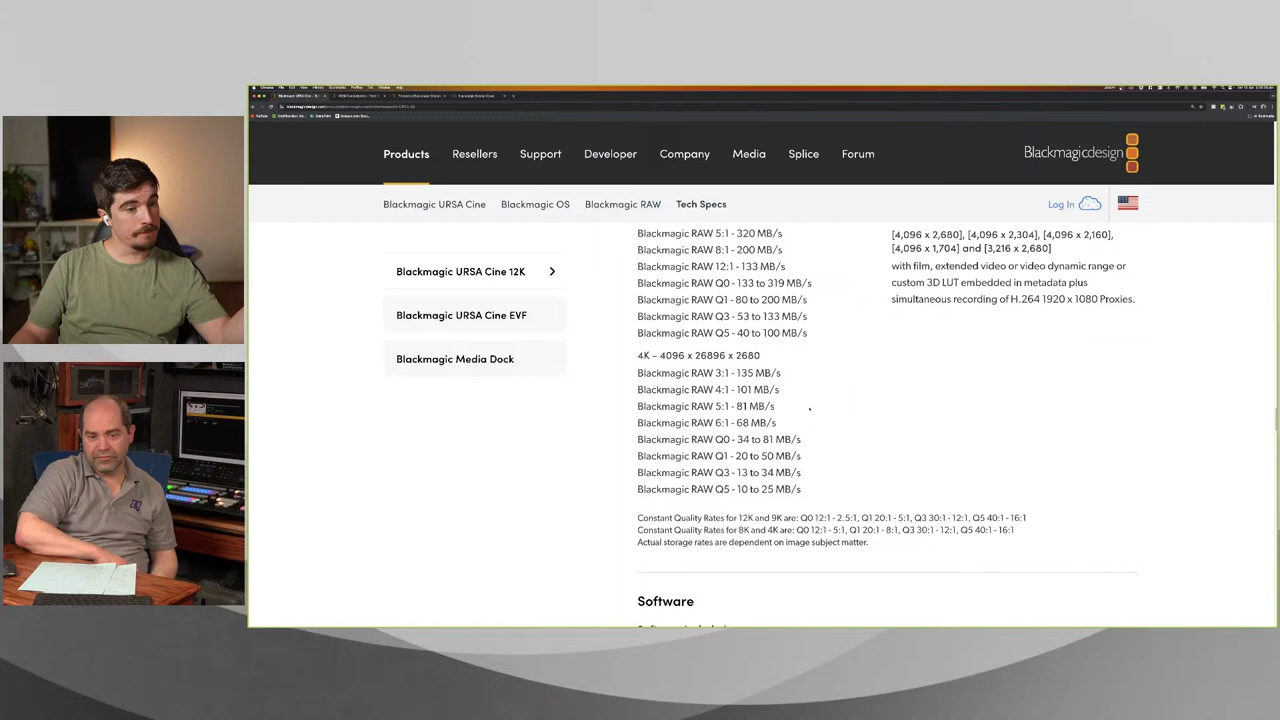 Products
Resellers
Support
Developer
Company
Media
Splice
Forum
Blackmagicdesign
Blackmagic URSA Cine
Blackmagic OS
Blackmagic RAW
Tech Specs
Log In
Blackmagic URSA Cine 12K
Blackmagic URSA Cine EVF
Blackmagic Media Dock
Blackmagic RAW 5:1 - 320 MB/s
Blackmagic RAW 8:1 - 200 MB/s
Blackmagic RAW 12:1 - 133 MB/s
Blackmagic RAW Q0 - 133 to 319 MB/s
Blackmagic RAW Q1 - 80 to 200 MB/s
Blackmagic RAW Q3 - 53 to 133 MB/s
Blackmagic RAW Q5 - 40 to 100 MB/s
4K – 4096 x 26896 x 2680
Blackmagic RAW 3:1 - 135 MB/s
Blackmagic RAW 4:1 - 101 MB/s
Blackmagic RAW 5:1 - 81 MB/s
Blackmagic RAW 6:1 - 68 MB/s
Blackmagic RAW Q0 - 34 to 81 MB/s
Blackmagic RAW Q1 - 20 to 50 MB/s
Blackmagic RAW Q3 - 13 to 34 MB/s
Blackmagic RAW Q5 - 10 to 25 MB/s
[4,096 x 2,680], [4,096 x 2,304], [4,096 x 2,160],
[4,096 x 1,704] and [3,216 x 2,680]
with film, extended video or video dynamic range or
custom 3D LUT embedded in metadata plus
simultaneous recording of H.264 1920 x 1080 Proxies.
Constant Quality Rates for 12K and 9K are: Q0 12:1 - 2.5:1, Q1 20:1 - 5:1, Q3 30:1 - 12:1, Q5 40:1 - 16:1
Constant Quality Rates for 8K and 4K are: Q0 12:1 - 5:1, Q1 20:1 - 8:1, Q3 30:1 - 12:1, Q5 40:1 - 16:1
Actual storage rates are dependent on image subject matter.
Software